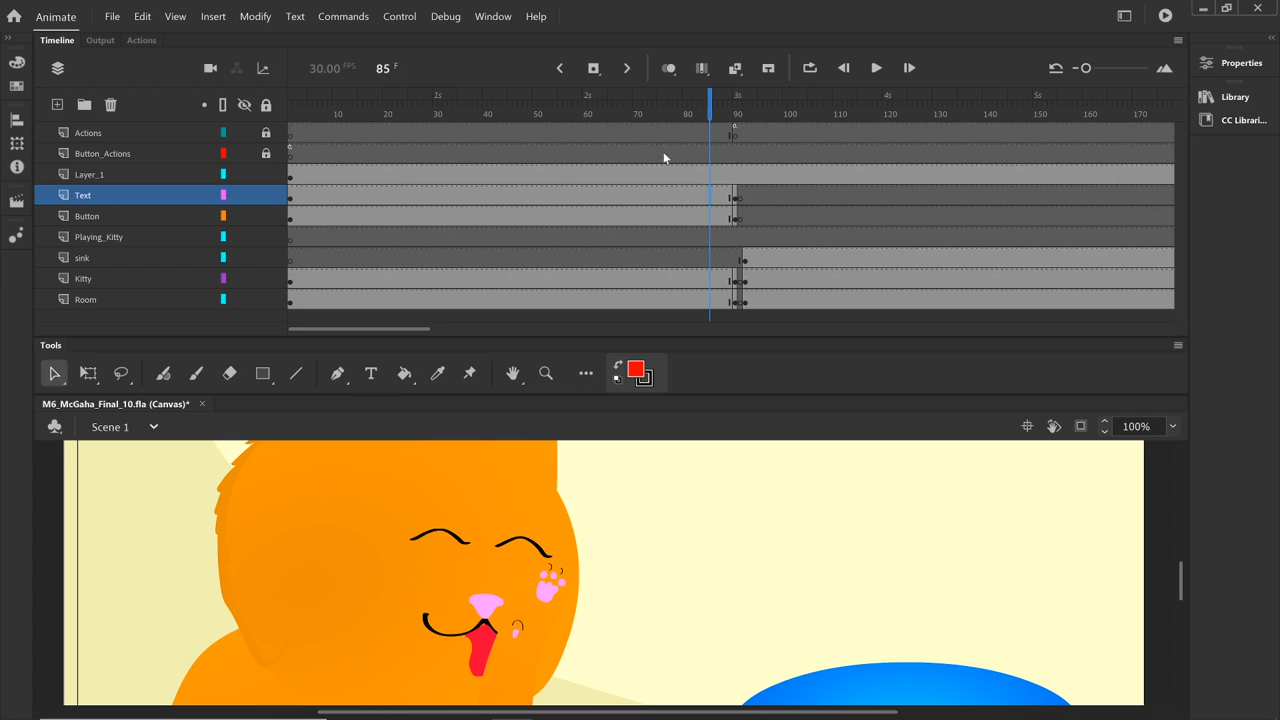 Animate File Edit View Insert Modify Text Commands Control Debug Window Help
Timeline Output Actions
30.00 FPS 85 F
1s 2s 3s 4s 5s
10 20 30 40 50 60 70 80 90 100 110 120 130 140 150 160 170
Actions
Button_Actions
Layer_1
Text
Button
Playing_Kitty
sink
Kitty
Room
Properties
Library
CC Librari...
Tools
M6_McGaha_Final_10.fla (Canvas)*
Scene 1
100%